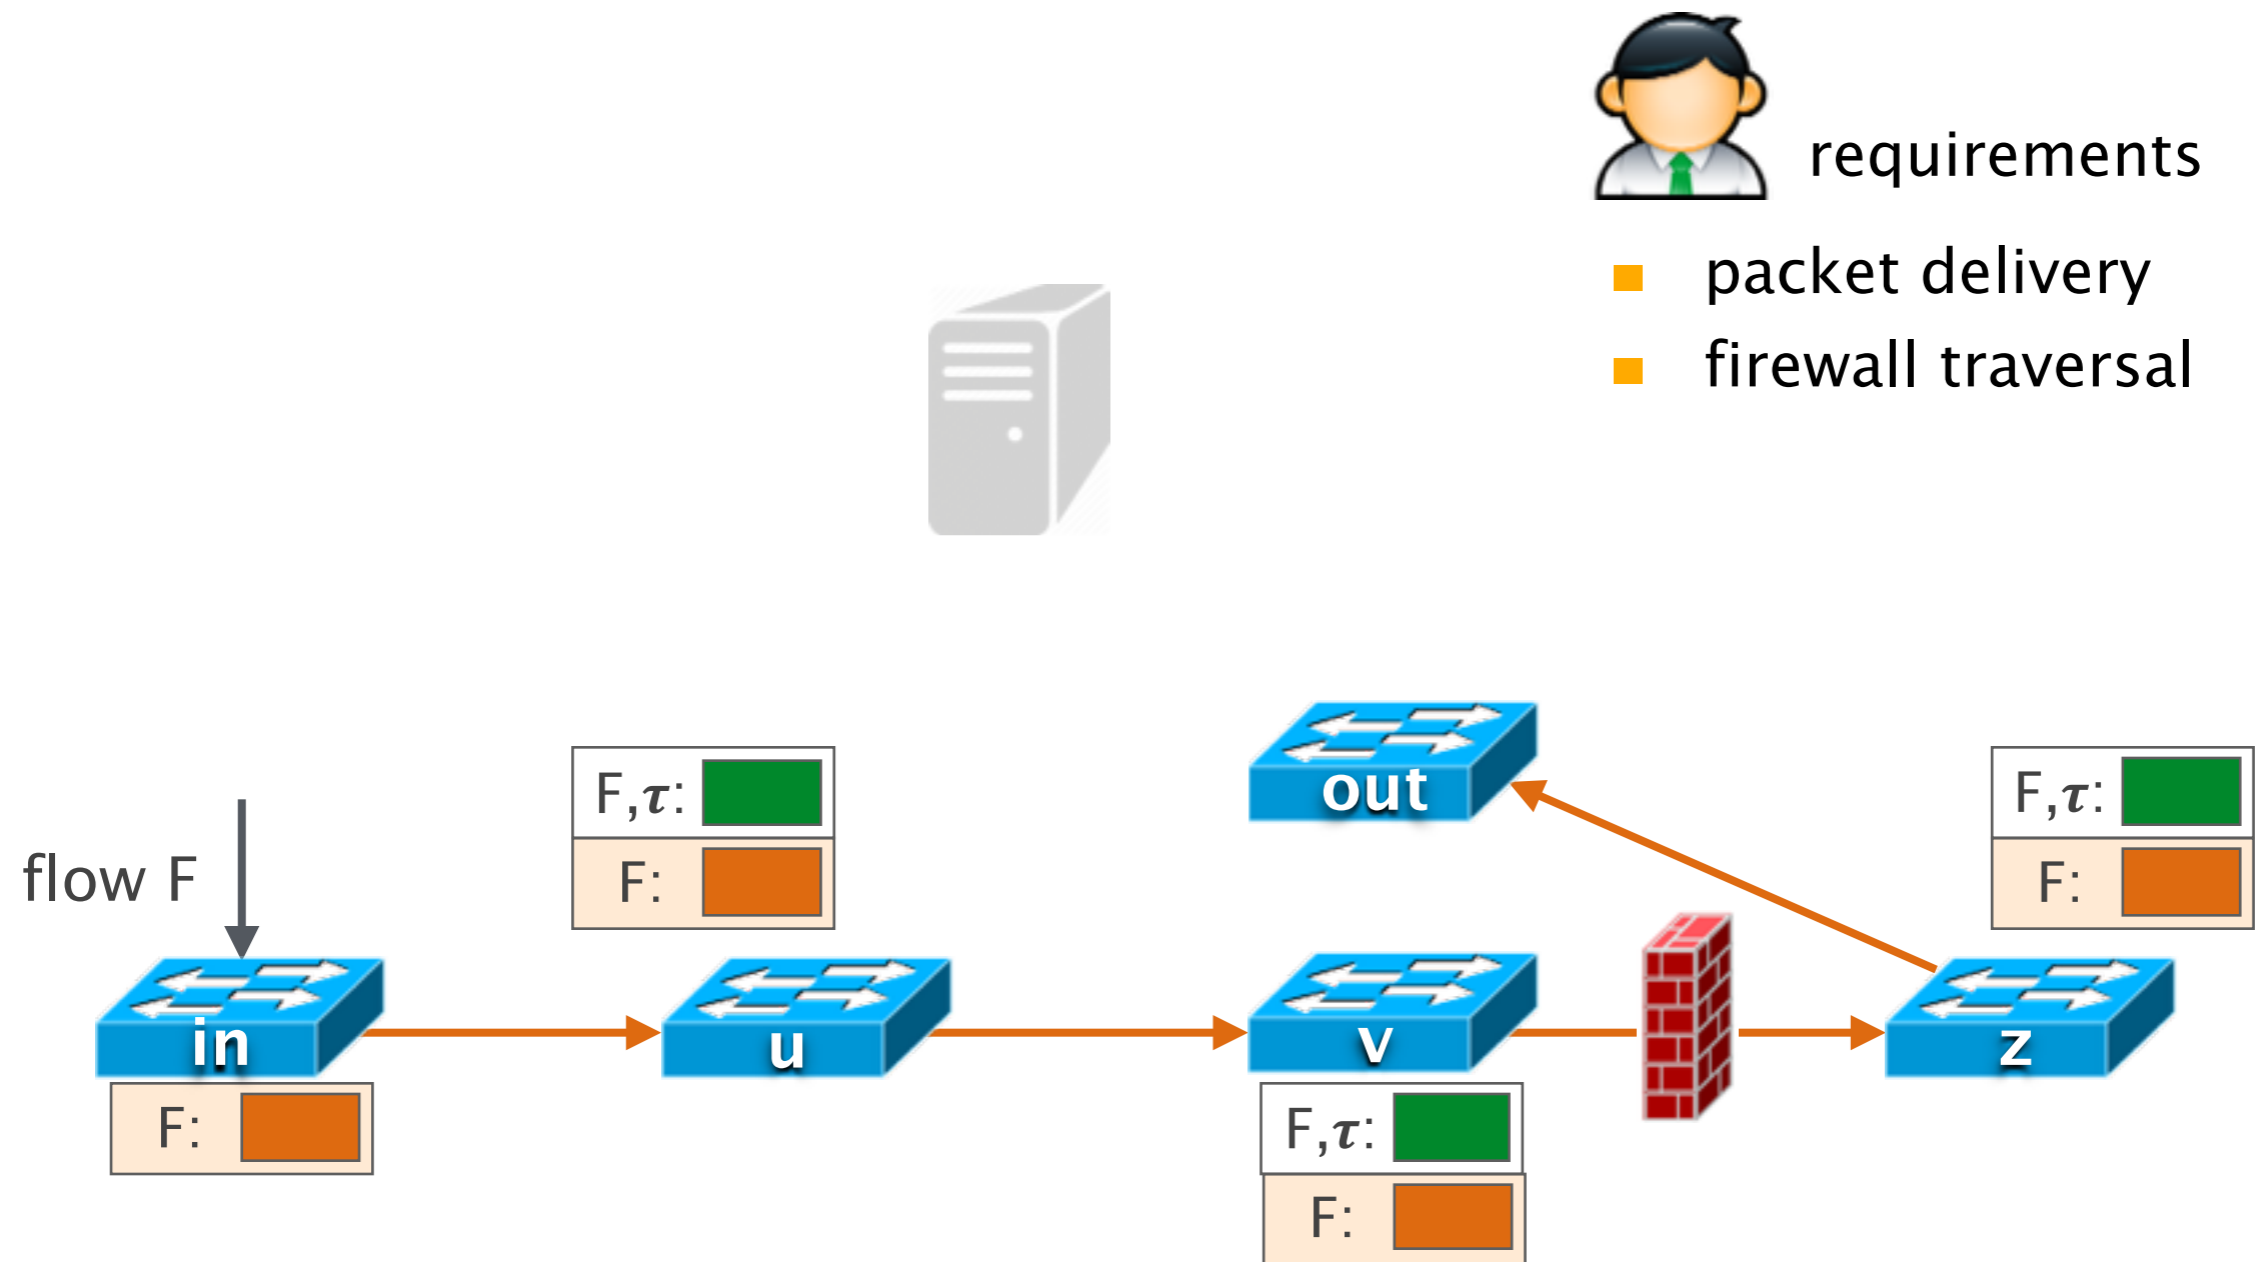 requirements
packet delivery
firewall traversal
out
F,τ:
F:
F,τ:
F:
flow F
in
u
v
z
F:
F,τ:
F: